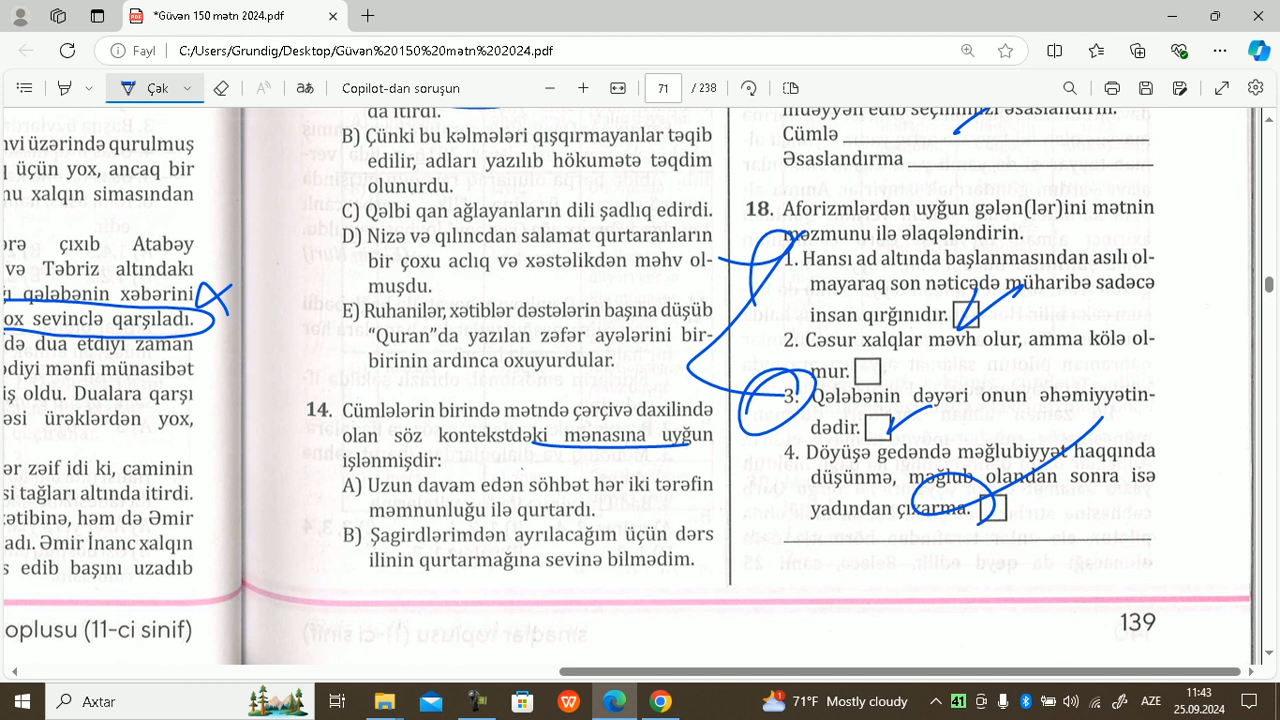 *Güvən 150 mətn 2024.pdf
Fayl C:/Users/Grundig/Desktop/Güvən%20150%20mətn%202024.pdf
Çək aあ Copilot-dan soruşun 71 / 238
hvi üzərində qurulmuş
q üçün yox, ancaq bir
nu xalqın simasından
ərə çıxıb Atabəy
və Təbriz altındakı
qələbənin xəbərini
ox sevinclə qarşıladı.
də dua etdiyi zaman
ədiyi mənfi münasibət
iş oldu. Dualara qarşı
əsi ürəklərdən yox,
ər zəif idi ki, caminin
si tağları altında itirdi.
ətibinə, həm də Əmir
adı. Əmir İnanc xalqın
s edib başını uzadıb
oplusu (11-ci sinif)
da itirdi.
B) Çünki bu kəlmələri qışqırmayanlar təqib
edilir, adları yazılıb hökumətə təqdim
olunurdu.
C) Qəlbi qan ağlayanların dili şadlıq edirdi.
D) Nizə və qılıncdan salamat qurtaranların
bir çoxu aclıq və xəstəlikdən məhv ol-
muşdu.
E) Ruhanilər, xətiblər dəstələrin başına düşüb
"Quran"da yazılan zəfər ayələrini bir-
birinin ardınca oxuyurdular.
14. Cümlələrin birində mətndə çərçivə daxilində
olan söz kontekstdəki mənasına uyğun
işlənmişdir:
A) Uzun davam edən söhbət hər iki tərəfin
məmnunluğu ilə qurtardı.
B) Şagirdlərimdən ayrılacağım üçün dərs
ilinin qurtarmağına sevinə bilmədim.
müəyyən edib seçiminizi əsaslandırın.
Cümlə
Əsaslandırma
18. Aforizmlərdən uyğun gələn(lər)ini mətnin
məzmunu ilə əlaqələndirin.
1. Hansı ad altında başlanmasından asılı ol-
mayaraq son nəticədə müharibə sadəcə
insan qırğınıdır.
2. Cəsur xalqlar məvh olur, amma kölə ol-
mur.
3. Qələbənin dəyəri onun əhəmiyyətin-
dədir.
4. Döyüşə gedəndə məğlubiyyət haqqında
düşünmə, məğlub olandan sonra isə
yadından çıxarma.
139
Axtar 71°F Mostly cloudy 41 AZE 11:43
25.09.2024